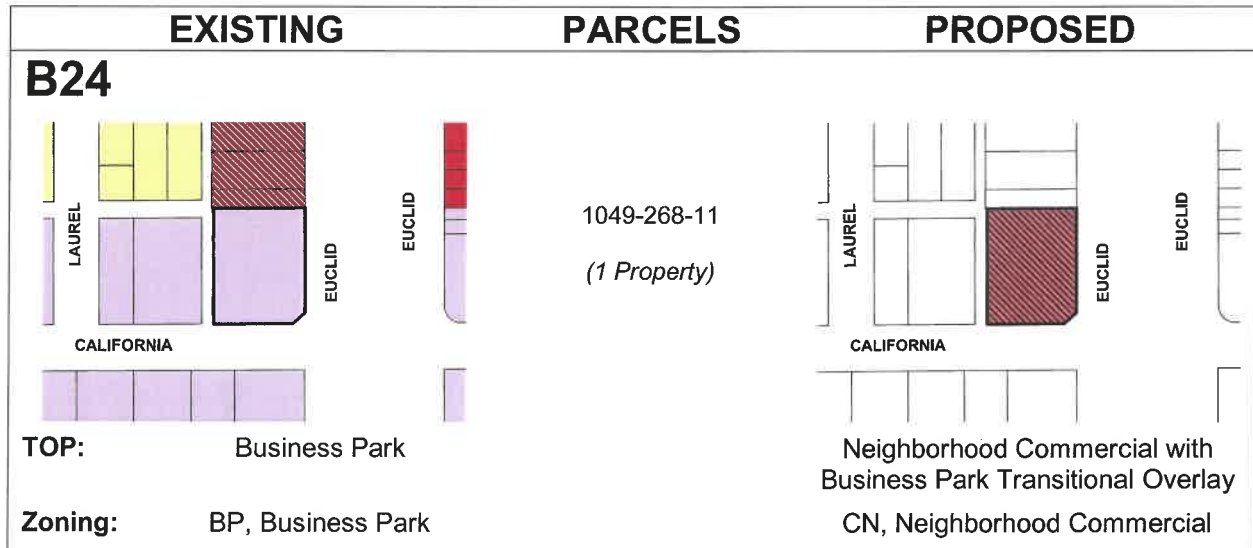 EXISTING PARCELS PROPOSED
B24
LAUREL
EUCLID
EUCLID
CALIFORNIA
1049-268-11
(1 Property)
LAUREL
EUCLID
EUCLID
CALIFORNIA
TOP: Business Park
Neighborhood Commercial with
Business Park Transitional Overlay
Zoning: BP, Business Park CN, Neighborhood Commercial